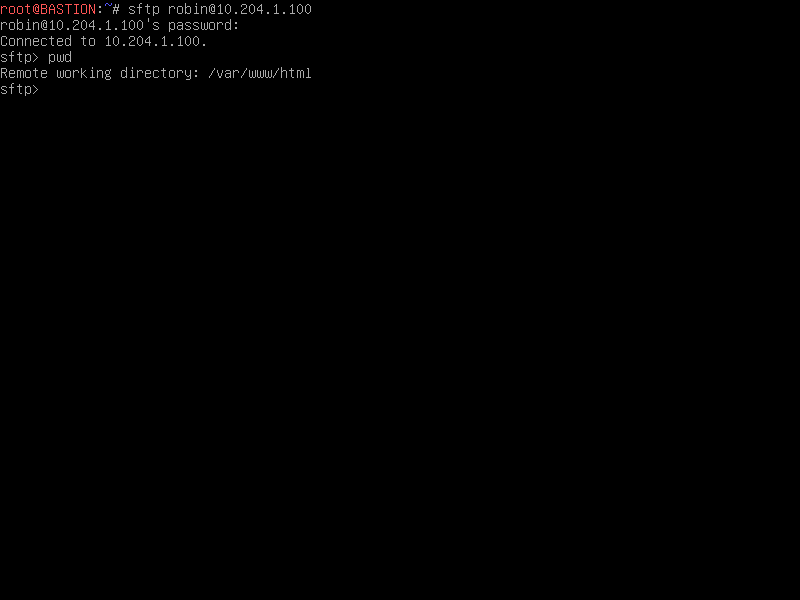 root@BASTION:~# sftp robin@10.204.1.100
robin@10.204.1.100's password:
Connected to 10.204.1.100.
sftp> pwd
Remote working directory: /var/www/html
sftp>